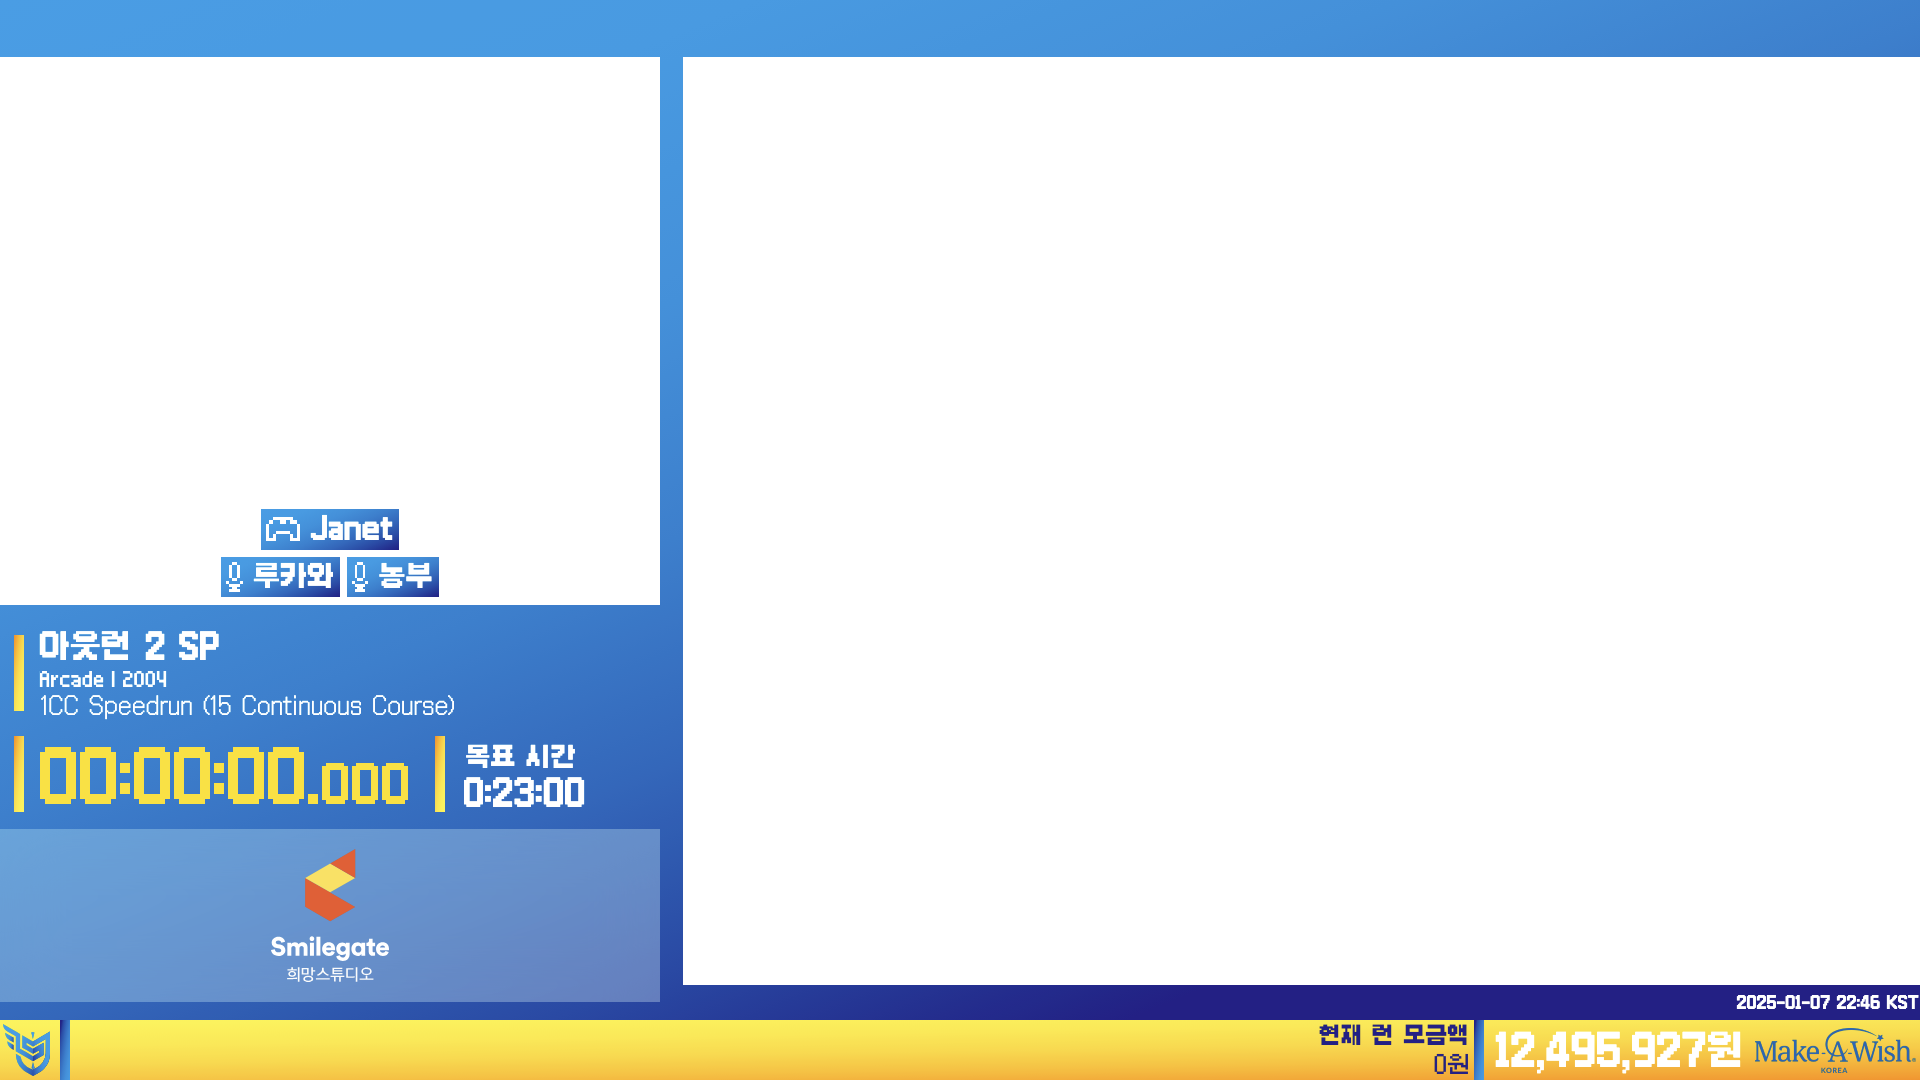 Janet
루카와 농부
아웃런 2 SP
Arcade | 2004
1CC Speedrun (15 Continuous Course)
00:00:00.000
목표 시간
0:23:00
Smilegate
희망스튜디오
2025-01-07 22:46 KST
현재 런 모금액
0원
12,495,927원
Make-A-Wish.
KOREA